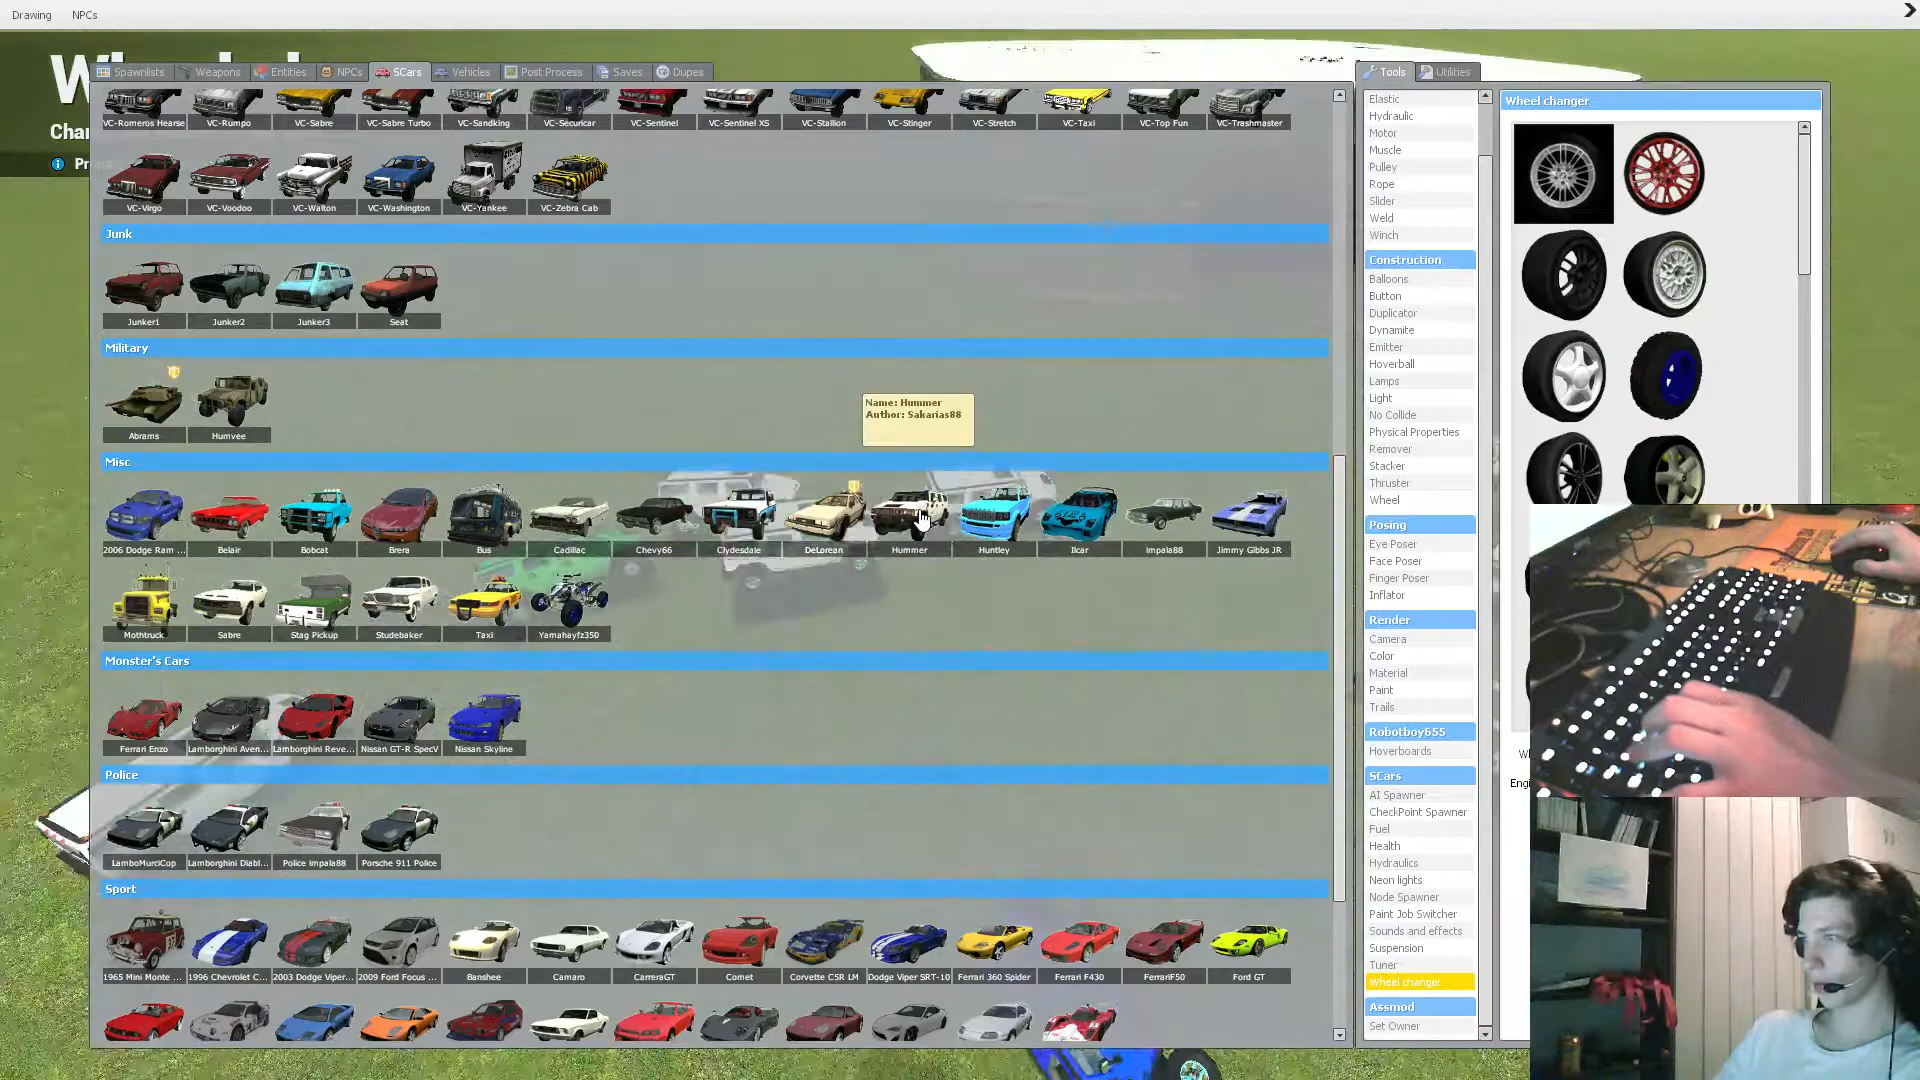 Drawing NPCs
Spawnlists Weapons Entities NPCs SCars Vehicles Post Process Saves Dupes
Tools Utilities
VC-Romeros Hearse VC-Rumpo VC-Sabre VC-Sabre Turbo VC-Sandking VC-Securicar VC-Sentinel VC-Sentinel XS VC-Stallion VC-Stinger VC-Stretch VC-Taxi VC-Top Fun VC-Trashmaster
VC-Virgo VC-Voodoo VC-Walton VC-Washington VC-Yankee VC-Zebra Cab
Junk
Junker1 Junker2 Junker3 Seat
Military
Abrams Humvee
Name: Hummer
Author: Sakarias88
Misc
2006 Dodge Ram ... Belair Bobcat Brera Bus Cadillac Chevy66 Clydesdale DeLorean Hummer Huntley Ilcar impala88 Jimmy Gibbs JR
Mothtruck Sabre Stag Pickup Studebaker Taxi Yamahayfz350
Monster's Cars
Ferrari Enzo Lamborghini Aven... Lamborghini Reve... Nissan GT-R SpecV Nissan Skyline
Police
LamboMurciCop Lamborghini Diabl... Police impala88 Porsche 911 Police
Sport
1965 Mini Monte ... 1996 Chevrolet C... 2003 Dodge Viper... 2009 Ford Focus ... Banshee Camaro CarreraGT Comet Corvette C5R LM Dodge Viper SRT-10 Ferrari 360 Spider Ferrari F430 FerrariF50 Ford GT
Elastic
Hydraulic
Motor
Muscle
Pulley
Rope
Slider
Weld
Winch
Construction
Balloons
Button
Duplicator
Dynamite
Emitter
Hoverball
Lamps
Light
No Collide
Physical Properties
Remover
Stacker
Thruster
Wheel
Posing
Eye Poser
Face Poser
Finger Poser
Inflator
Render
Camera
Color
Material
Paint
Trails
Robotboy655
Hoverboards
SCars
AI Spawner
CheckPoint Spawner
Fuel
Health
Hydraulics
Neon lights
Node Spawner
Paint Job Switcher
Sounds and effects
Suspension
Tuner
Wheel changer
Assmod
Set Owner
Wheel changer